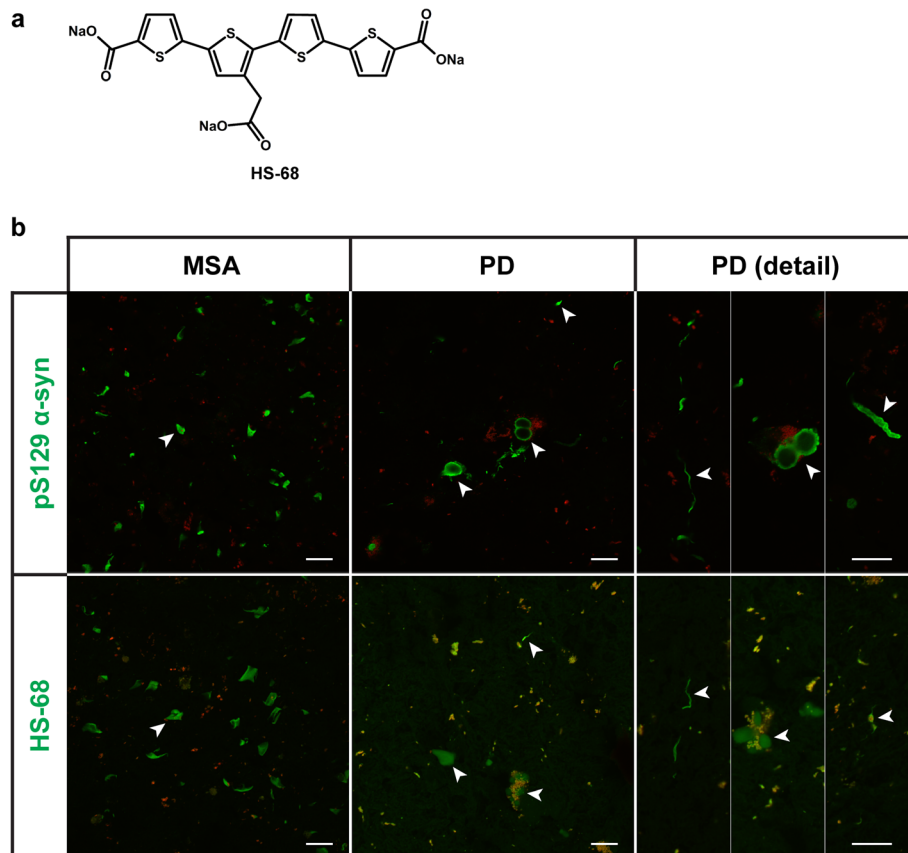 a
NaO
O
S
S
S
S
O
ONa
NaO
O
HS-68
b
MSA
PD
PD (detail)
pS129 α-syn
HS-68